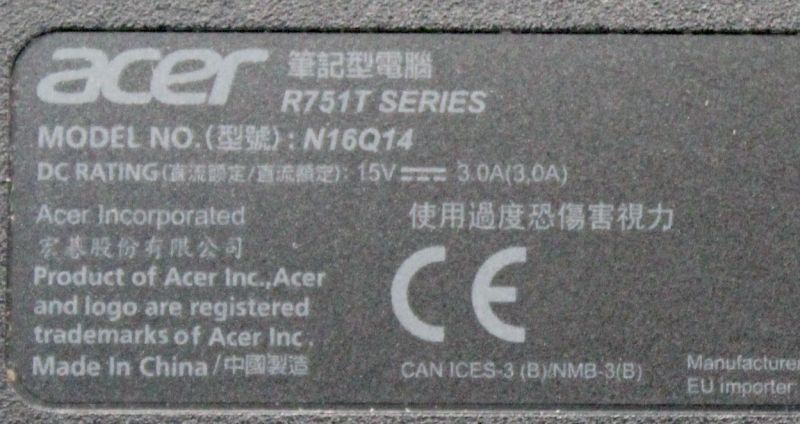 acer 筆記型電腦
R751T SERIES
MODEL NO.(型號): N16Q14
DC RATING(直流額定/直流額定): 15V 3.0A(3,0A)
Acer Incorporated
宏碁股份有限公司
使用過度恐傷害視力
Product of Acer Inc.,Acer
and logo are registered
trademarks of Acer Inc.
Made In China/中國製造
CE
CAN ICES-3 (B)/NMB-3(B)
Manufacturer
EU importer: